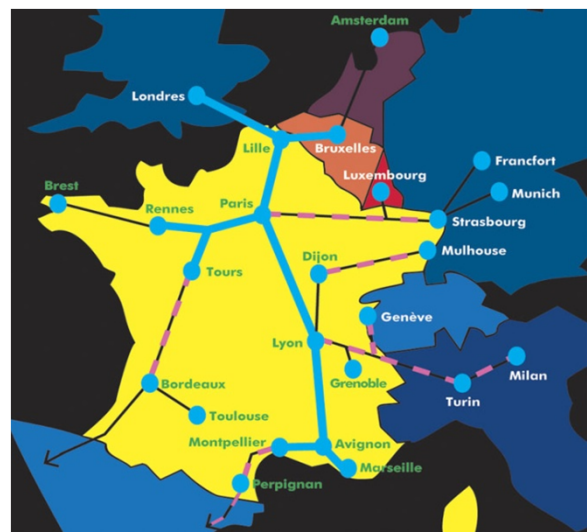 Amsterdam
Londres
Lille
Bruxelles
Francfort
Luxembourg
Munich
Brest
Rennes
Paris
Strasbourg
Dijon
Mulhouse
Tours
Genève
Lyon
Grenoble
Milan
Turin
Bordeaux
Toulouse
Montpellier
Avignon
Marseille
Perpignan